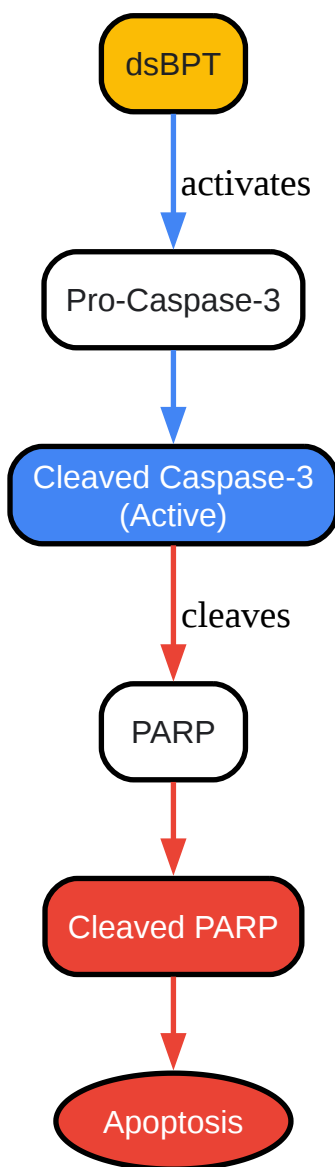 dsBPT
activates
Pro-Caspase-3
Cleaved Caspase-3
(Active)
cleaves
PARP
Cleaved PARP
Apoptosis